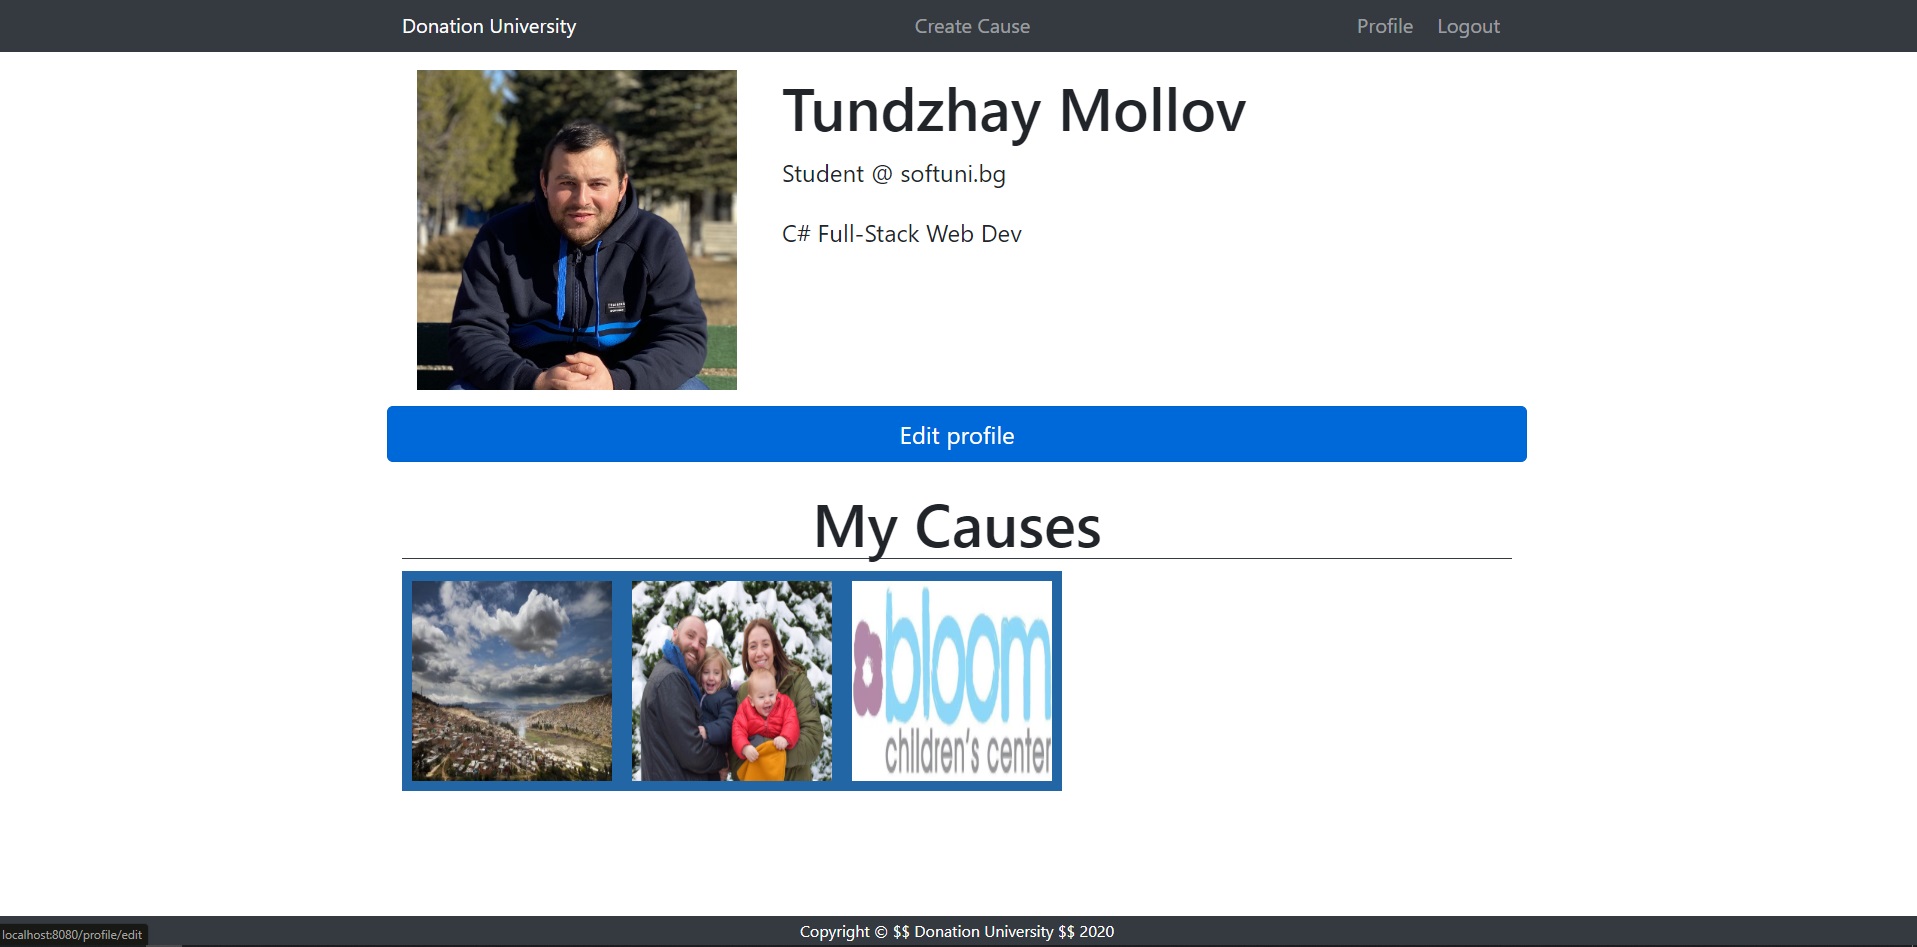 Donation University
Create Cause
Profile
Logout
Tundzhay Mollov
Student @ softuni.bg
C# Full-Stack Web Dev
Edit profile
My Causes
bloom
children's center
Copyright © $$ Donation University $$ 2020
localhost:8080/profile/edit